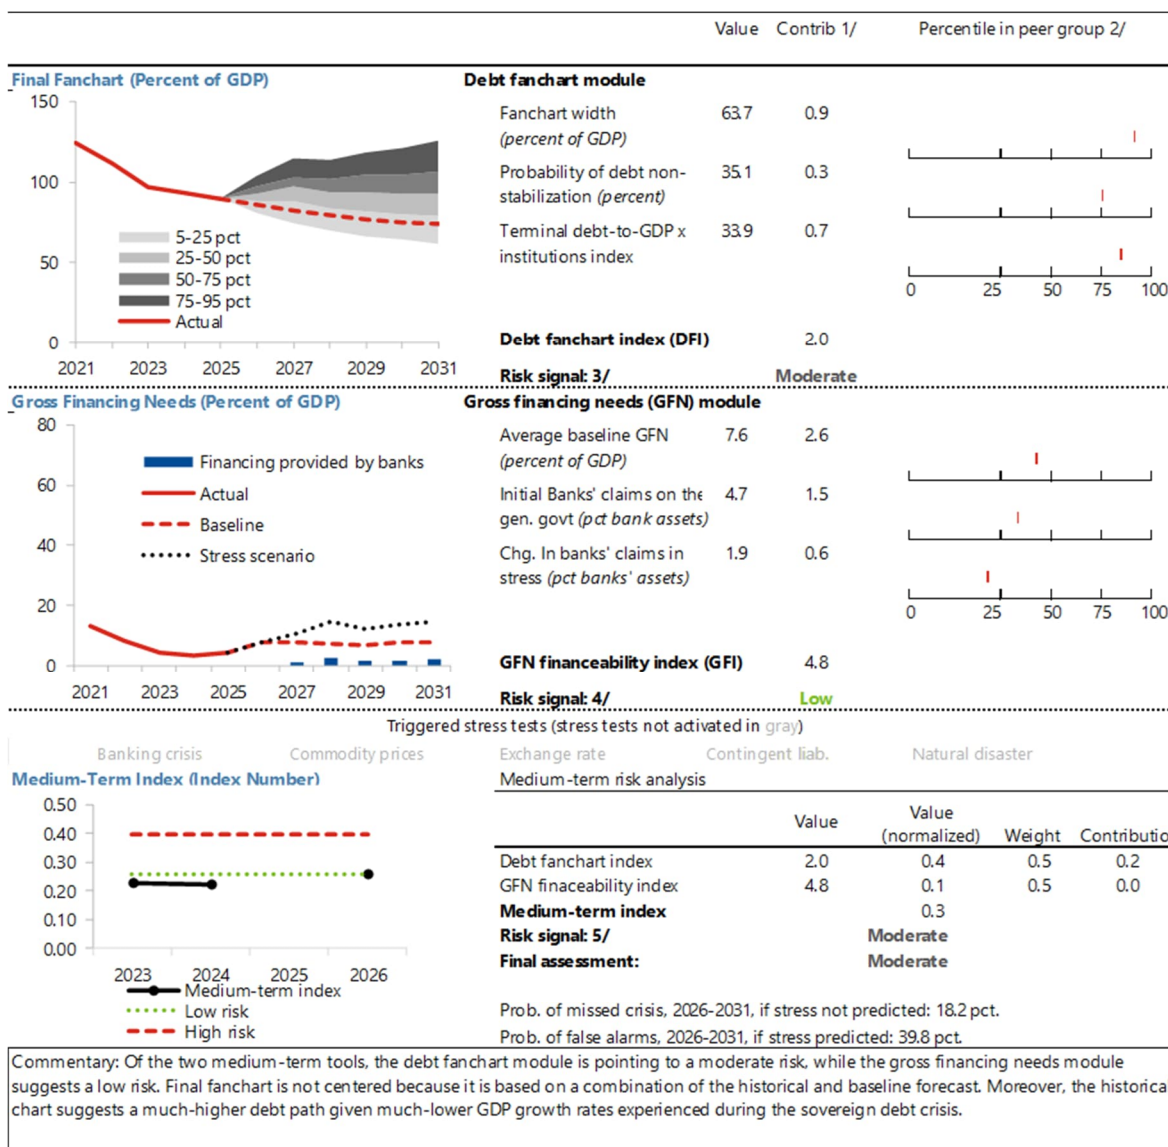 Value Contrib 1/ Percentile in peer group 2/
Final Fanchart (Percent of GDP)
150
100
50
0
5-25 pct
25-50 pct
50-75 pct
75-95 pct
Actual
2021 2023 2025 2027 2029 2031
Debt fanchart module
Fanchart width 63.7 0.9
(percent of GDP)
Probability of debt non- 35.1 0.3
stabilization (percent)
Terminal debt-to-GDP x 33.9 0.7
institutions index
0 25 50 75 100
Debt fanchart index (DFI) 2.0
Risk signal: 3/ Moderate
Gross Financing Needs (Percent of GDP)
80
60
40
20
0
Financing provided by banks
Actual
Baseline
Stress scenario
2021 2023 2025 2027 2029 2031
Gross financing needs (GFN) module
Average baseline GFN 7.6 2.6
(percent of GDP)
Initial Banks' claims on the 4.7 1.5
gen. govt (pct bank assets)
Chg. In banks' claims in 1.9 0.6
stress (pct banks' assets)
0 25 50 75 100
GFN financeability index (GFI) 4.8
Risk signal: 4/ Low
Triggered stress tests (stress tests not activated in gray)
Banking crisis Commodity prices Exchange rate Contingent liab. Natural disaster
Medium-Term Index (Index Number)
0.50
0.40
0.30
0.20
0.10
0.00
2023 2024 2025 2026
Medium-term index
Low risk
High risk
Medium-term risk analysis
Value Value (normalized) Weight Contributio
Debt fanchart index 2.0 0.4 0.5 0.2
GFN finaceability index 4.8 0.1 0.5 0.0
Medium-term index 0.3
Risk signal: 5/ Moderate
Final assessment: Moderate
Prob. of missed crisis, 2026-2031, if stress not predicted: 18.2 pct.
Prob. of false alarms, 2026-2031, if stress predicted: 39.8 pct.
Commentary: Of the two medium-term tools, the debt fanchart module is pointing to a moderate risk, while the gross financing needs module
suggests a low risk. Final fanchart is not centered because it is based on a combination of the historical and baseline forecast. Moreover, the historica
chart suggests a much-higher debt path given much-lower GDP growth rates experienced during the sovereign debt crisis.